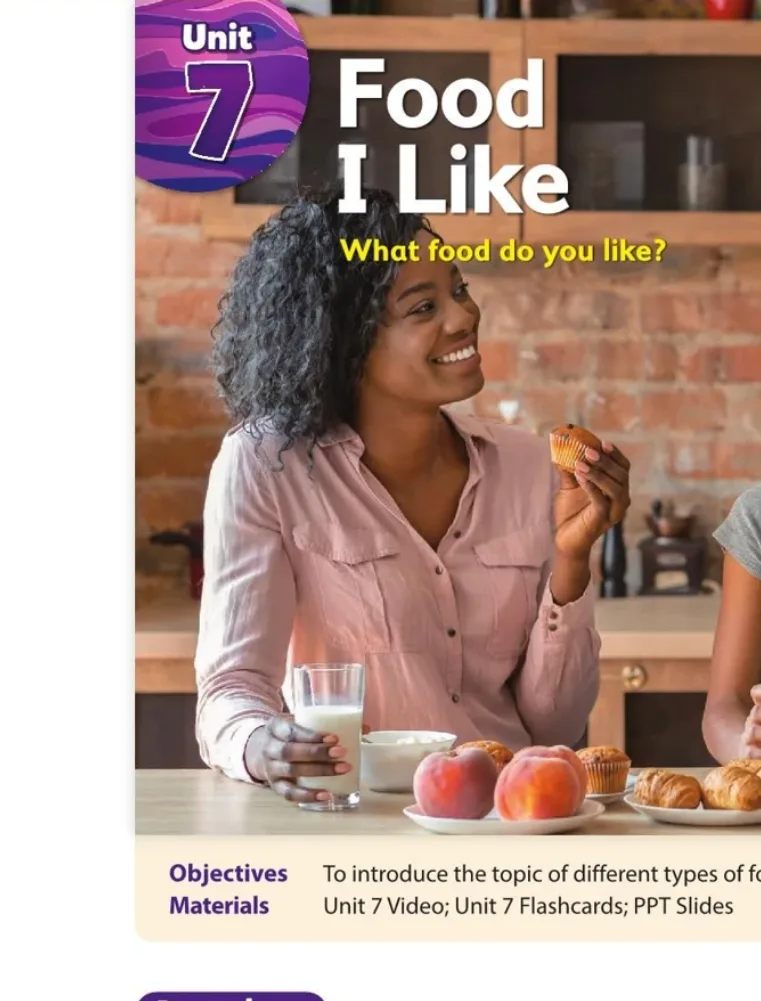 Unit
7
Food
I Like
What food do you like?
Objectives To introduce the topic of different types of
Materials Unit 7 Video; Unit 7 Flashcards; PPT Slides